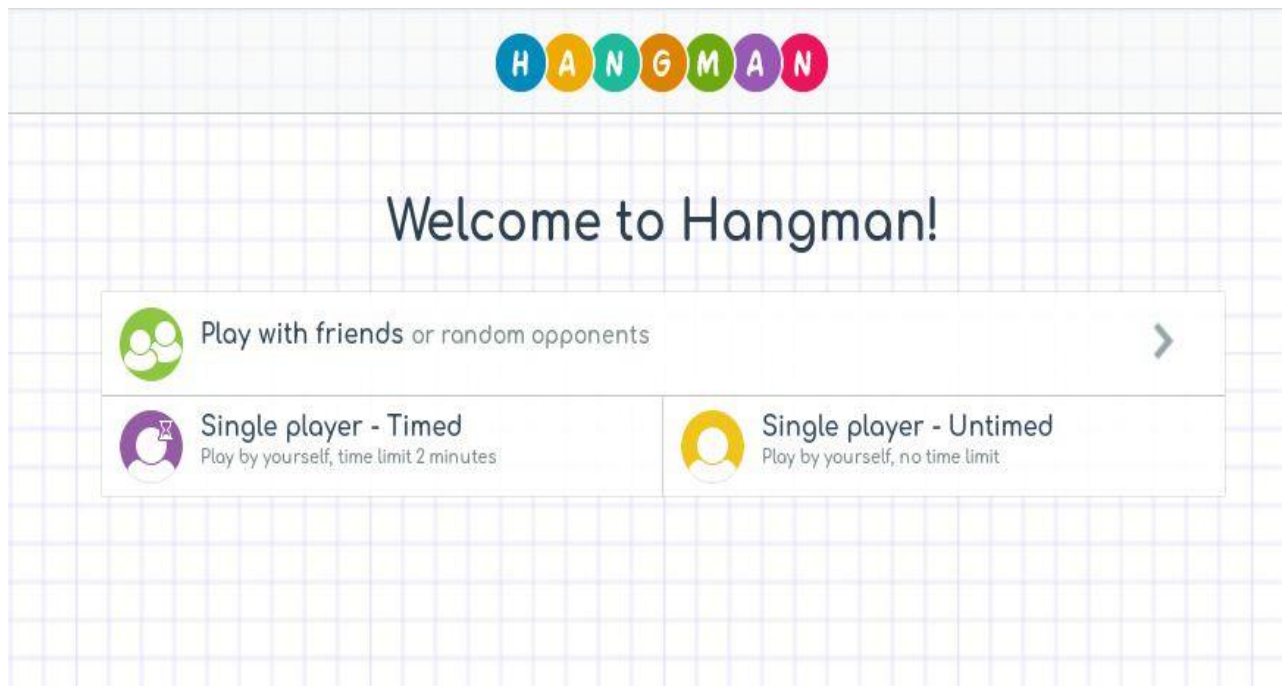 HANGMAN
Welcome to Hangman!
Play with friends or random opponents
Single player - Timed
Play by yourself, time limit 2 minutes
Single player - Untimed
Play by yourself, no time limit